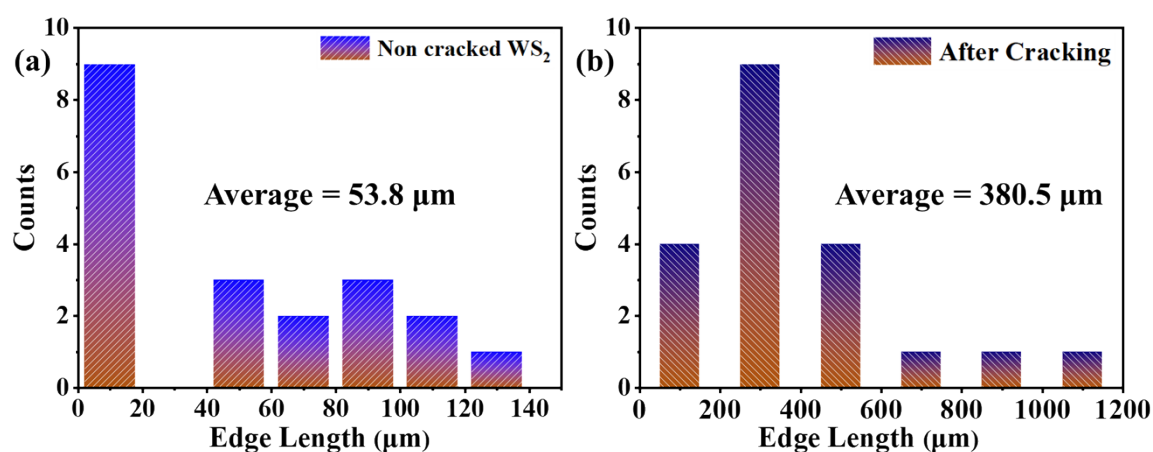 (a)
Non cracked WS₂
Average = 53.8 µm
Counts
10
8
6
4
2
0
0 20 40 60 80 100 120 140
Edge Length (µm)
(b)
After Cracking
Average = 380.5 µm
Counts
10
8
6
4
2
0
0 200 400 600 800 1000 1200
Edge Length (µm)